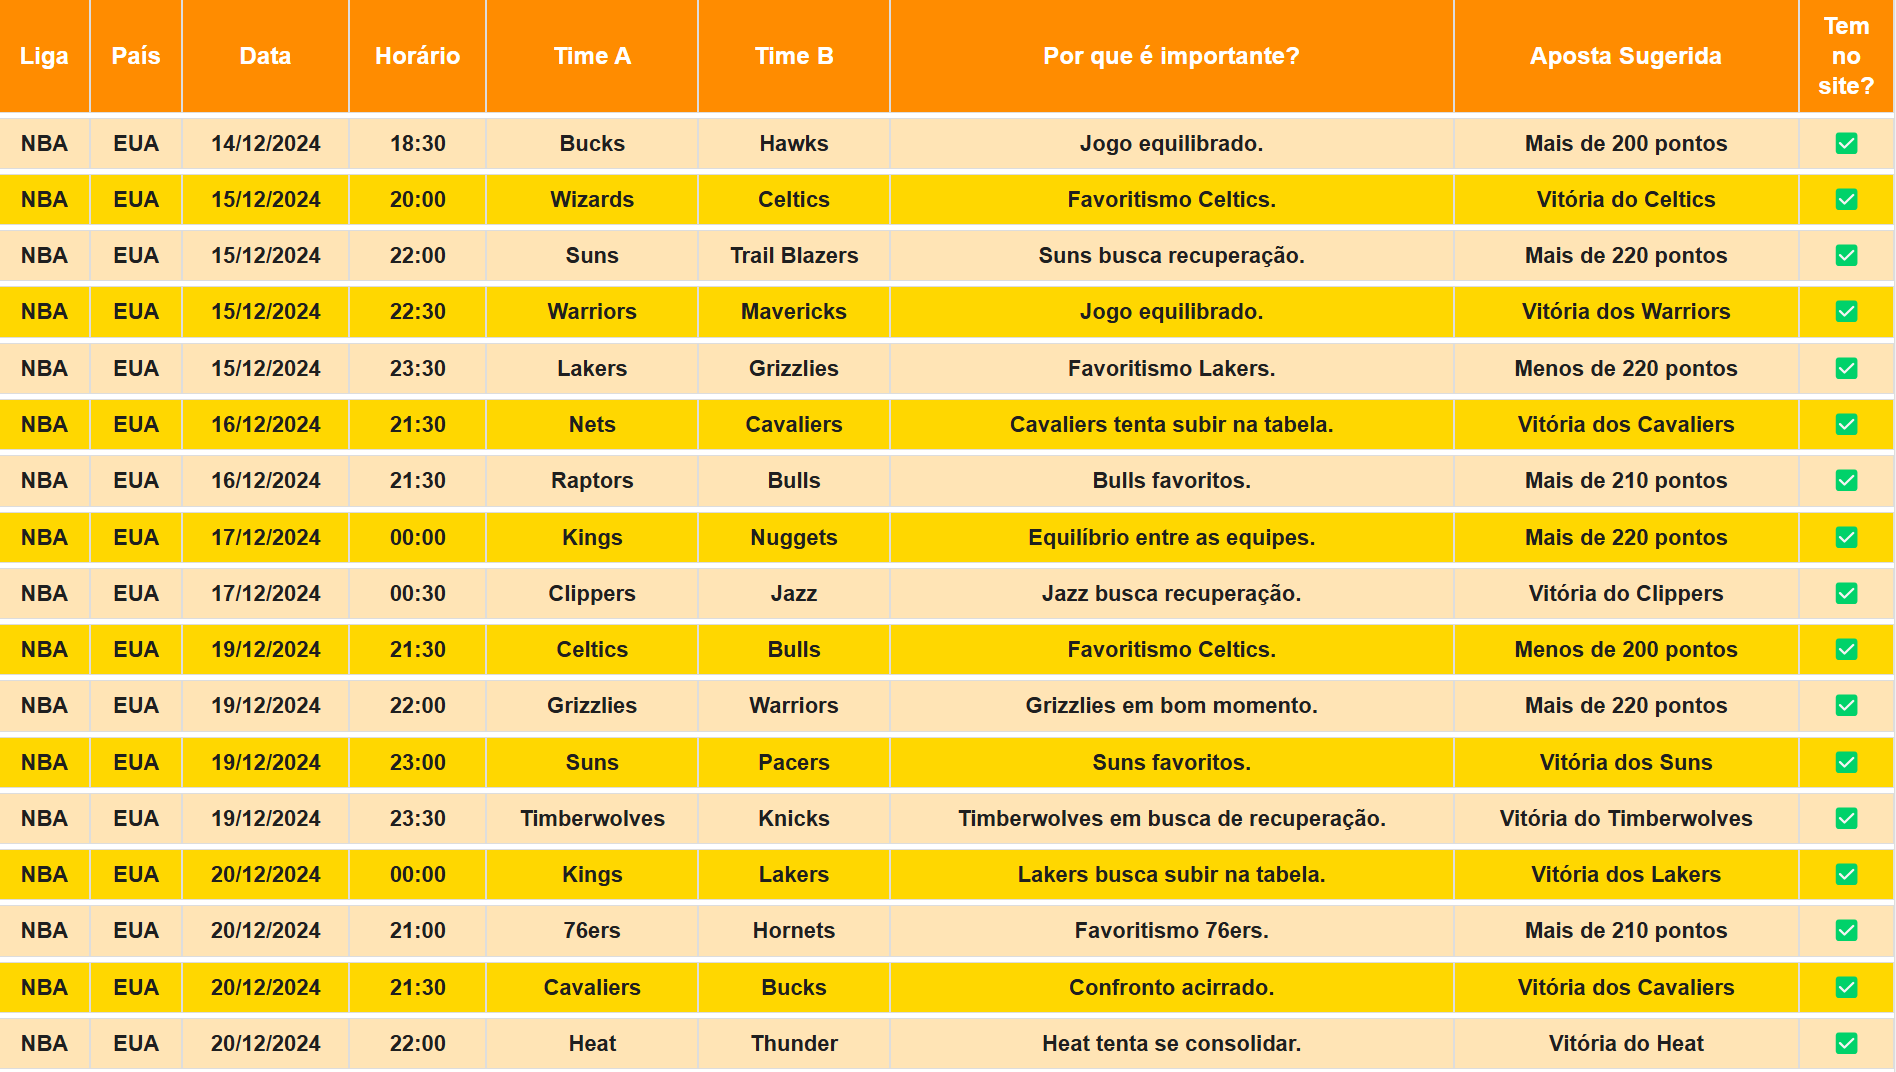 Liga País Data Horário Time A Time B Por que é importante? Aposta Sugerida Tem no site?
NBA EUA 14/12/2024 18:30 Bucks Hawks Jogo equilibrado. Mais de 200 pontos ✅
NBA EUA 15/12/2024 20:00 Wizards Celtics Favoritismo Celtics. Vitória do Celtics ✅
NBA EUA 15/12/2024 22:00 Suns Trail Blazers Suns busca recuperação. Mais de 220 pontos ✅
NBA EUA 15/12/2024 22:30 Warriors Mavericks Jogo equilibrado. Vitória dos Warriors ✅
NBA EUA 15/12/2024 23:30 Lakers Grizzlies Favoritismo Lakers. Menos de 220 pontos ✅
NBA EUA 16/12/2024 21:30 Nets Cavaliers Cavaliers tenta subir na tabela. Vitória dos Cavaliers ✅
NBA EUA 16/12/2024 21:30 Raptors Bulls Bulls favoritos. Mais de 210 pontos ✅
NBA EUA 17/12/2024 00:00 Kings Nuggets Equilíbrio entre as equipes. Mais de 220 pontos ✅
NBA EUA 17/12/2024 00:30 Clippers Jazz Jazz busca recuperação. Vitória do Clippers ✅
NBA EUA 19/12/2024 21:30 Celtics Bulls Favoritismo Celtics. Menos de 200 pontos ✅
NBA EUA 19/12/2024 22:00 Grizzlies Warriors Grizzlies em bom momento. Mais de 220 pontos ✅
NBA EUA 19/12/2024 23:00 Suns Pacers Suns favoritos. Vitória dos Suns ✅
NBA EUA 19/12/2024 23:30 Timberwolves Knicks Timberwolves em busca de recuperação. Vitória do Timberwolves ✅
NBA EUA 20/12/2024 00:00 Kings Lakers Lakers busca subir na tabela. Vitória dos Lakers ✅
NBA EUA 20/12/2024 21:00 76ers Hornets Favoritismo 76ers. Mais de 210 pontos ✅
NBA EUA 20/12/2024 21:30 Cavaliers Bucks Confronto acirrado. Vitória dos Cavaliers ✅
NBA EUA 20/12/2024 22:00 Heat Thunder Heat tenta se consolidar. Vitória do Heat ✅